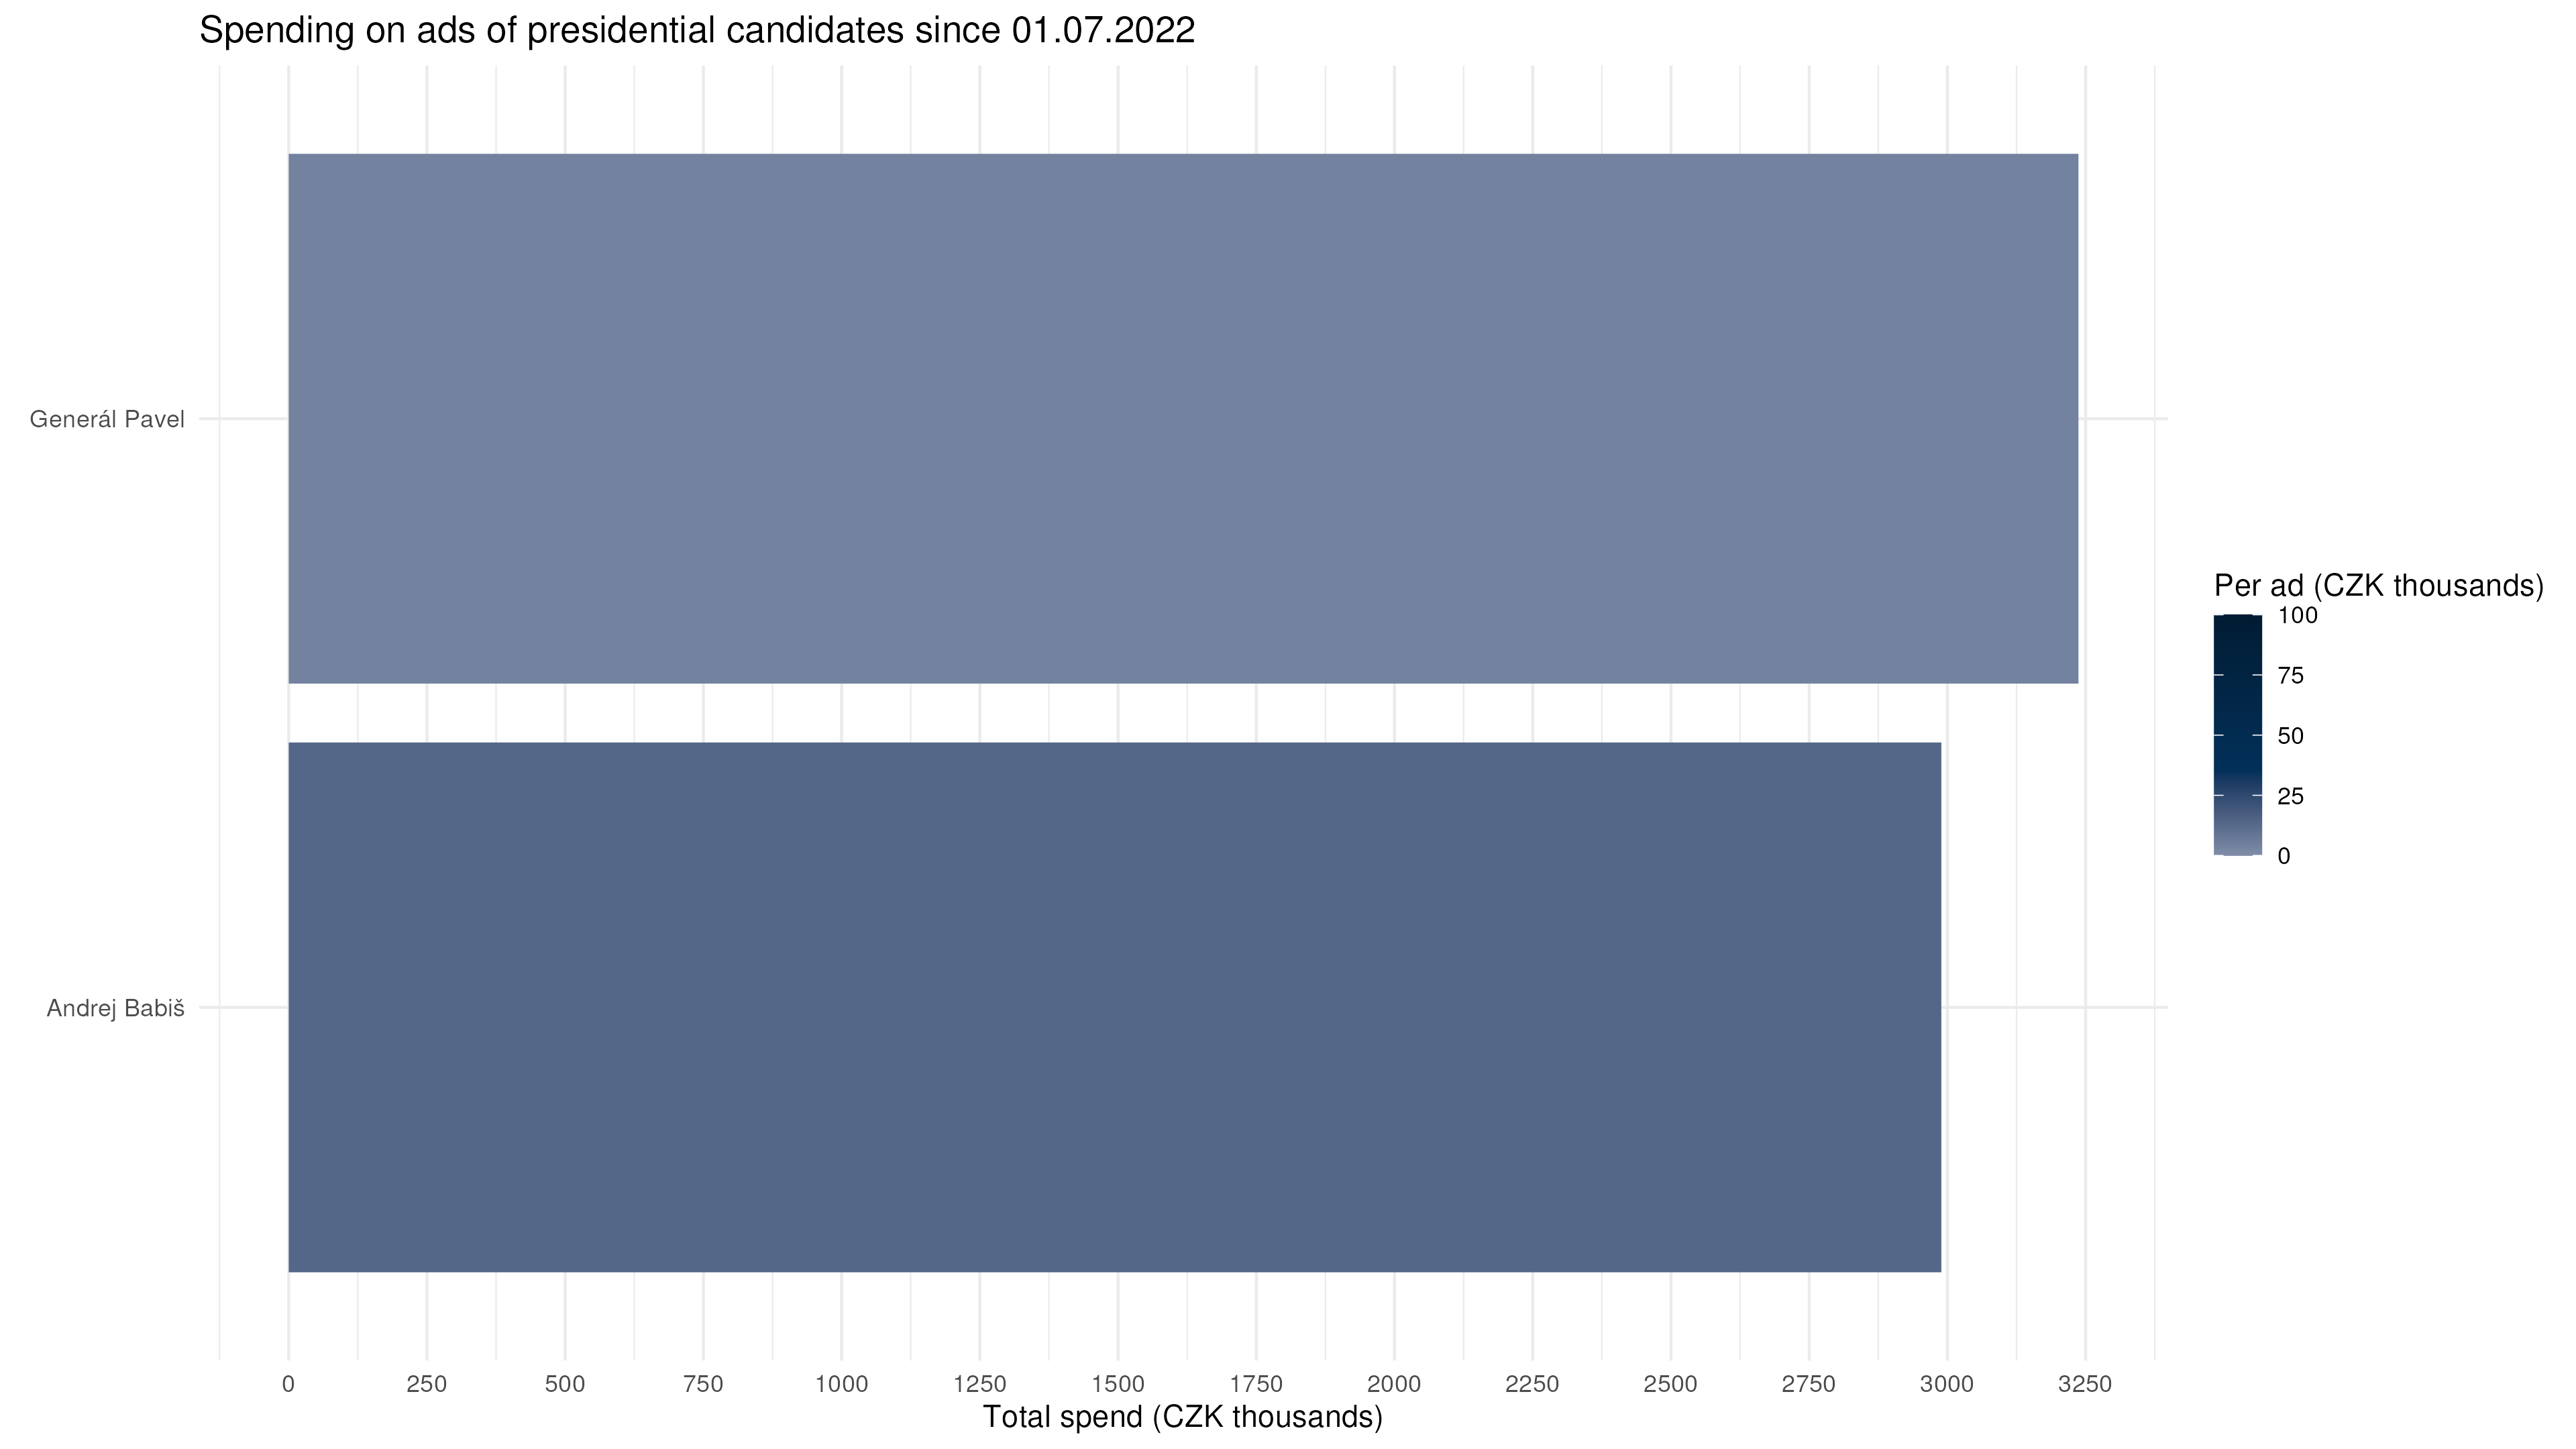 Spending on ads of presidential candidates since 01.07.2022
Generál Pavel
Andrej Babiš
Per ad (CZK thousands)
100
75
50
25
0
0 250 500 750 1000 1250 1500 1750 2000 2250 2500 2750 3000 3250
Total spend (CZK thousands)